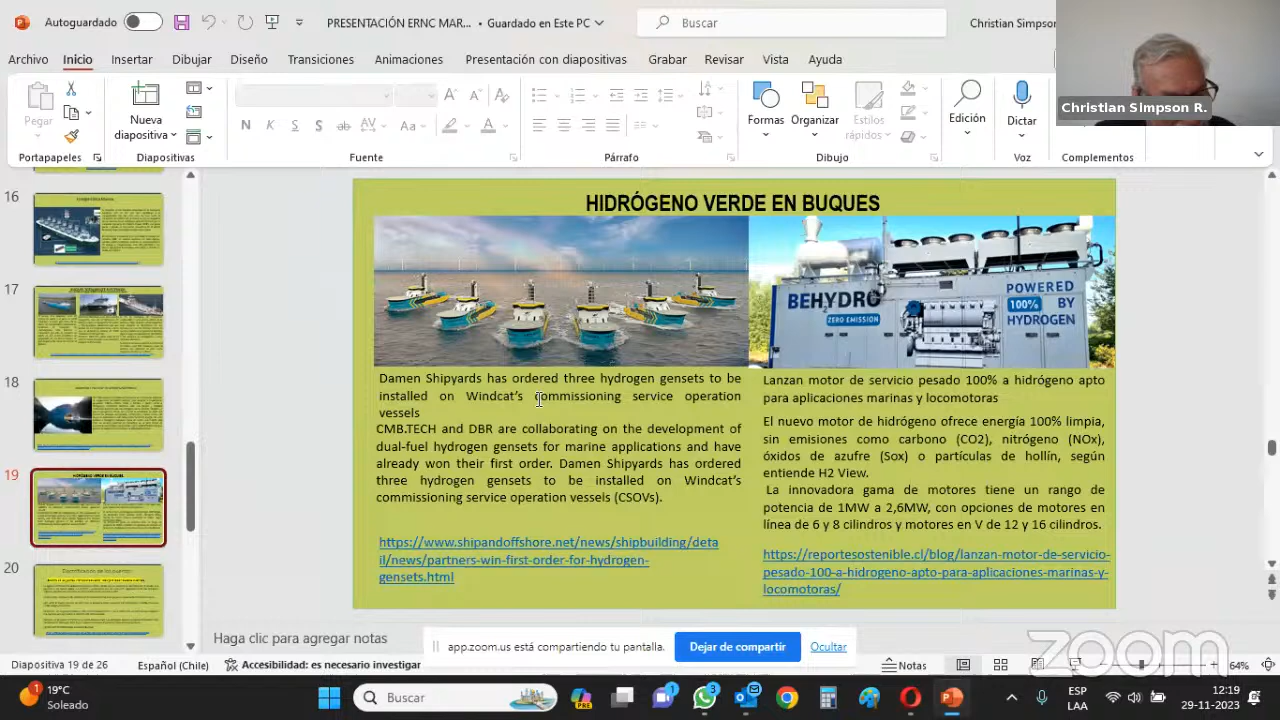 Autoguardado
PRESENTACIÓN ERNC MAR... • Guardado en Este PC
Buscar
Christian Simpson
Archivo Inicio Insertar Dibujar Diseño Transiciones Animaciones Presentación con diapositivas Grabar Revisar Vista Ayuda
Christian Simpson R.
Pegar
Nueva diapositiva
N K S S ab AV Aa A A
Formas
Organizar
Estilos rápidos
Edición
Dictar
Portapapeles Diapositivas Fuente Párrafo Dibujo Voz Complementos
16
17
18
19
20
HIDRÓGENO VERDE EN BUQUES
BEHYDRO
ZERO EMISSION
POWERED
100% BY
HYDROGEN
Damen Shipyards has ordered three hydrogen gensets to be
installed on Windcat's commissioning service operation
vessels
CMB.TECH and DBR are collaborating on the development of
dual-fuel hydrogen gensets for marine applications and have
already won their first order. Damen Shipyards has ordered
three hydrogen gensets to be installed on Windcat's
commissioning service operation vessels (CSOVs).
https://www.shipandoffshore.net/news/shipbuilding/deta
il/news/partners-win-first-order-for-hydrogen-
gensets.html
Lanzan motor de servicio pesado 100% a hidrógeno apto
para aplicaciones marinas y locomotoras.
El nuevo motor de hidrógeno ofrece energía 100% limpia,
sin emisiones como carbono (CO2), nitrógeno (NOx),
óxidos de azufre (Sox) o partículas de hollín, según
entiende H2 View.
La innovadora gama de motores tiene un rango de
potencia de 1MW a 2,6MW, con opciones de motores en
línea de 6 y 8 cilindros y motores en V de 12 y 16 cilindros.
https://reportesostenible.cl/blog/lanzan-motor-de-servicio-
pesado-100-a-hidrogeno-apto-para-aplicaciones-marinas-y-
locomotoras/
Haga clic para agregar notas
app.zoom.us está compartiendo tu pantalla.
Dejar de compartir
Ocultar
zoom
Diapositiva 19 de 26
Español (Chile)
Accesibilidad: es necesario investigar
Notas
64%
1
19°C
Soleado
Buscar
PRE
1
3
ESP
LAA
12:19
29-11-2023